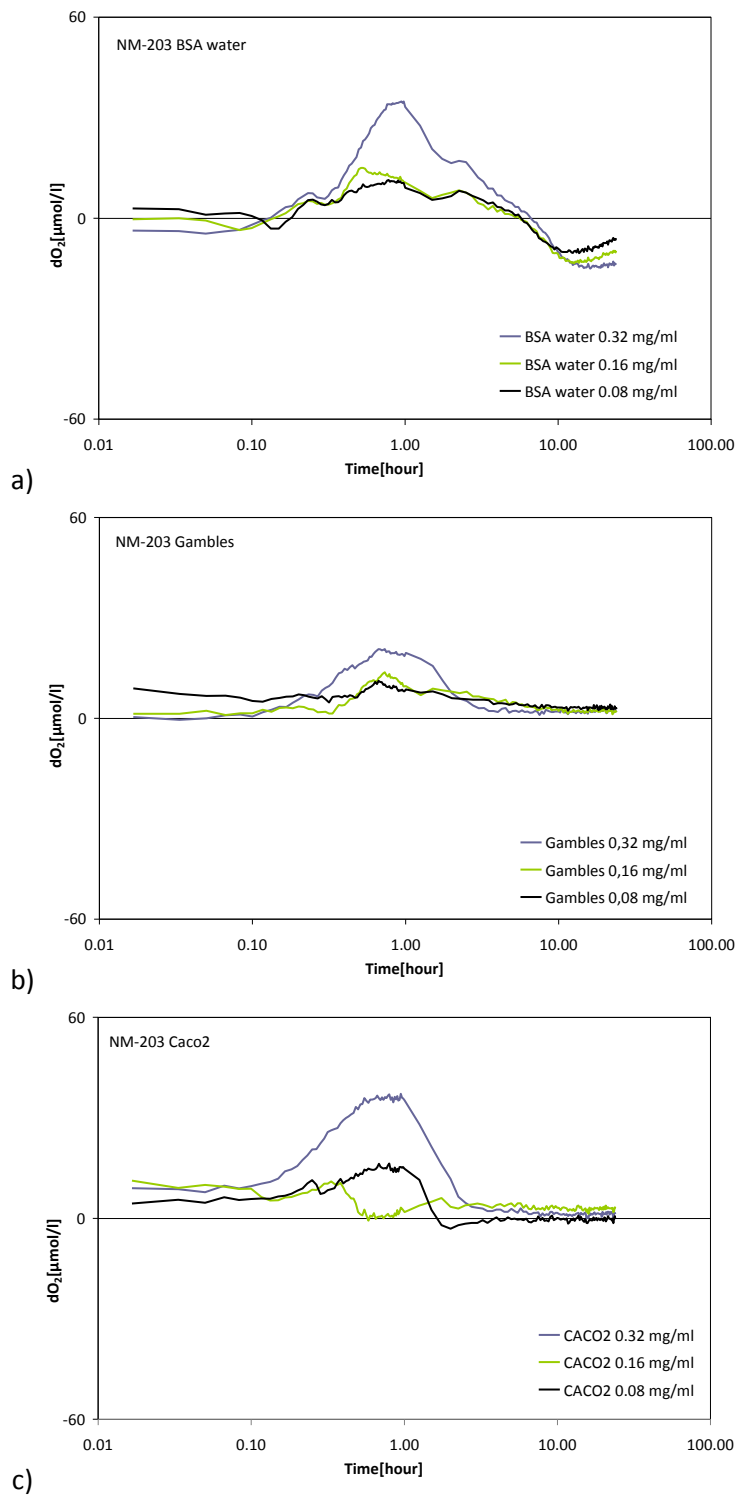 60
NM-203 BSA water
0
dO₂[µmol/l]
BSA water 0.32 mg/ml
BSA water 0.16 mg/ml
BSA water 0.08 mg/ml
-60
0.01 0.10 1.00 10.00 100.00
Time[hour]
a)
60
NM-203 Gambles
0
dO₂[µmol/l]
Gambles 0,32 mg/ml
Gambles 0,16 mg/ml
Gambles 0,08 mg/ml
-60
0.01 0.10 1.00 10.00 100.00
Time[hour]
b)
60
NM-203 Caco2
0
dO₂[µmol/l]
CACO2 0.32 mg/ml
CACO2 0.16 mg/ml
CACO2 0.08 mg/ml
-60
0.01 0.10 1.00 10.00 100.00
Time[hour]
c)